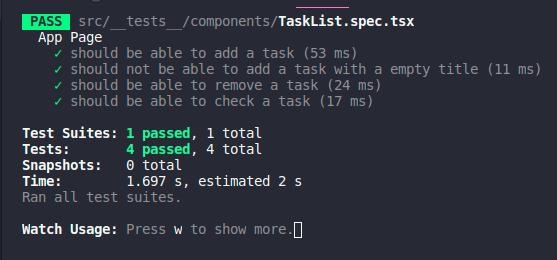 PASS src/__tests__/components/TaskList.spec.tsx
App Page
✓ should be able to add a task (53 ms)
✓ should not be able to add a task with a empty title (11 ms)
✓ should be able to remove a task (24 ms)
✓ should be able to check a task (17 ms)
Test Suites: 1 passed, 1 total
Tests: 4 passed, 4 total
Snapshots: 0 total
Time: 1.697 s, estimated 2 s
Ran all test suites.
Watch Usage: Press w to show more.